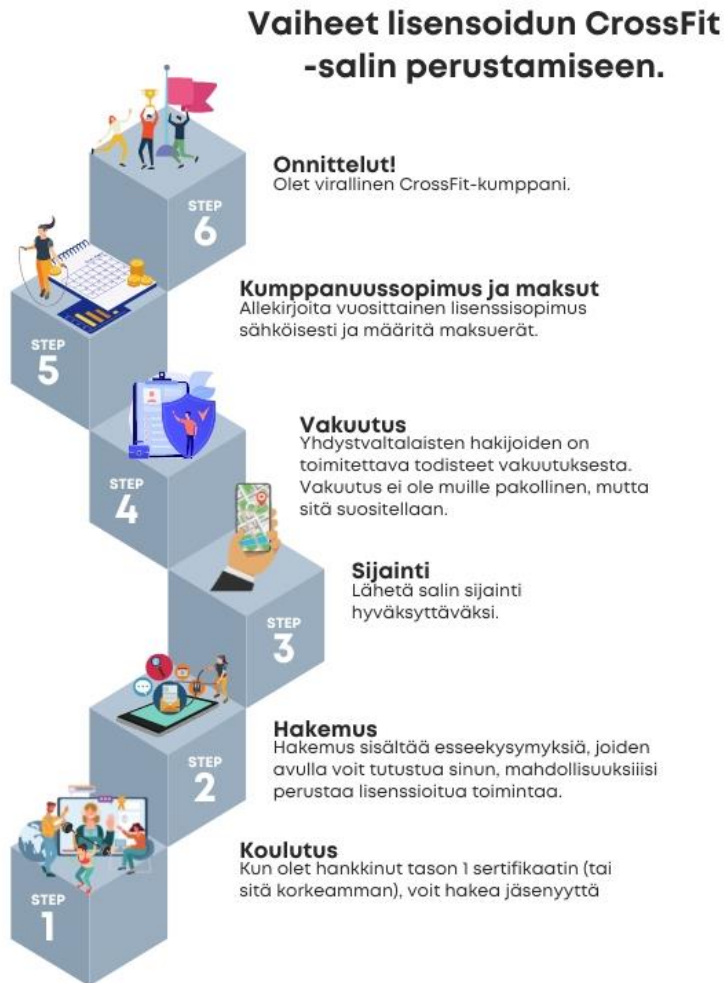 Vaiheet lisensoidun CrossFit
-salin perustamiseen.
STEP
6
Onnittelut!
Olet virallinen CrossFit-kumppani.
STEP
5
Kumppanuussopimus ja maksut
Allekirjoita vuosittainen lisenssisopimus
sähköisesti ja määritä maksuerät.
STEP
4
Vakuutus
Yhdystvaltalaisten hakijoiden on
toimitettava todisteet vakuutuksesta.
Vakuutus ei ole muille pakollinen, mutta
sitä suositellaan.
STEP
3
Sijainti
Lähetä salin sijainti
hyväksyttäväksi.
STEP
2
Hakemus
Hakemus sisältää esseekysymyksiä, joiden
avulla voit tutustua sinun, mahdollisuuksiiisi
perustaa lisenssioitua toimintaa.
STEP
1
Koulutus
Kun olet hankkinut tason 1 sertifikaatin (tai
sitä korkeamman), voit hakea jäsenyyttä